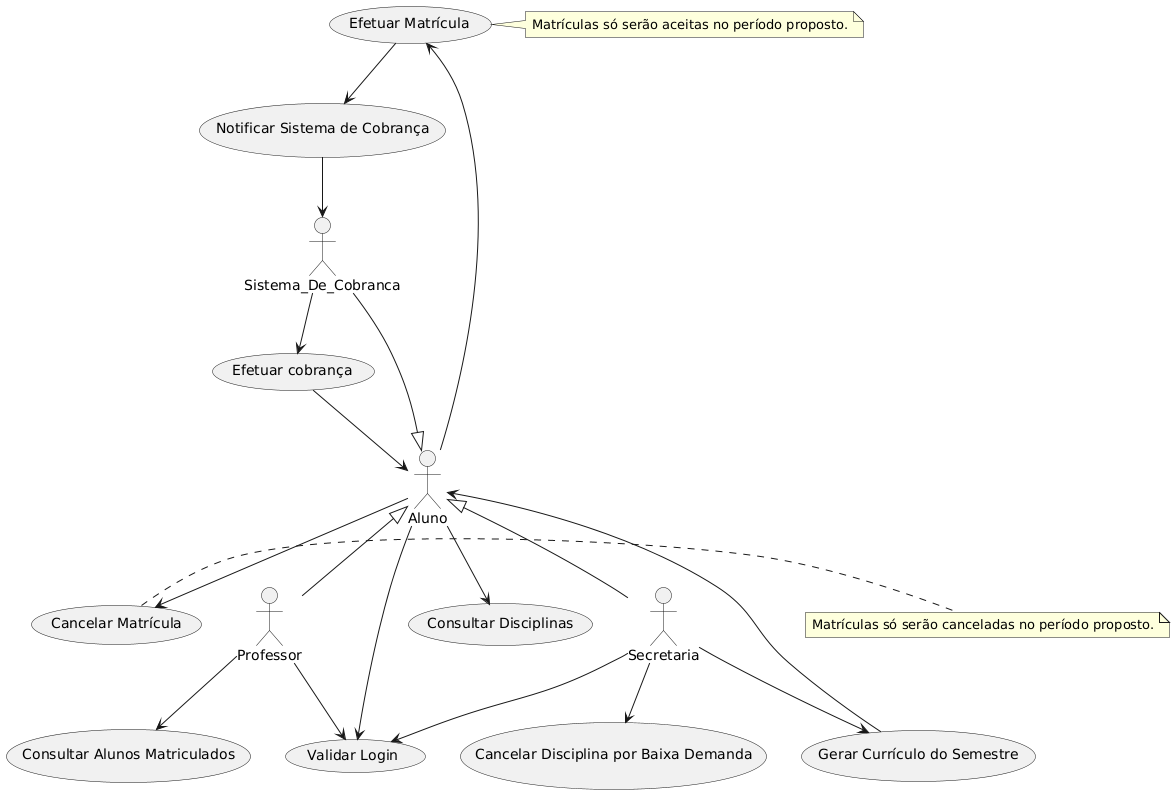 Efetuar Matrícula
Matrículas só serão aceitas no período proposto.
Notificar Sistema de Cobrança
Sistema_De_Cobranca
Efetuar cobrança
Aluno
Cancelar Matrícula
Consultar Disciplinas
Matrículas só serão canceladas no período proposto.
Professor
Secretaria
Consultar Alunos Matriculados
Validar Login
Cancelar Disciplina por Baixa Demanda
Gerar Currículo do Semestre